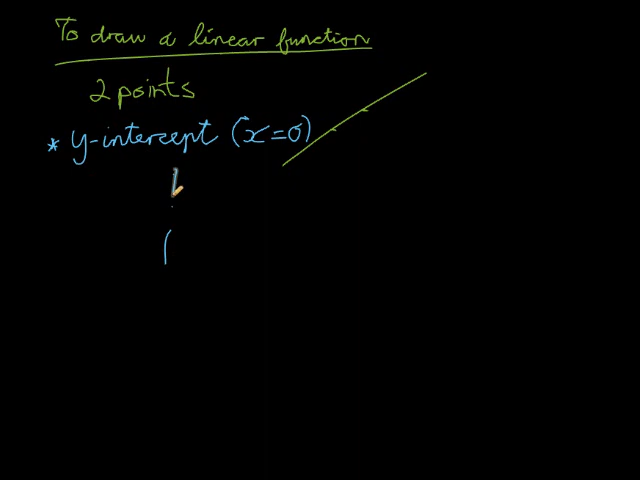 To draw a linear function
2 points
* y-intercept (x=0)
(